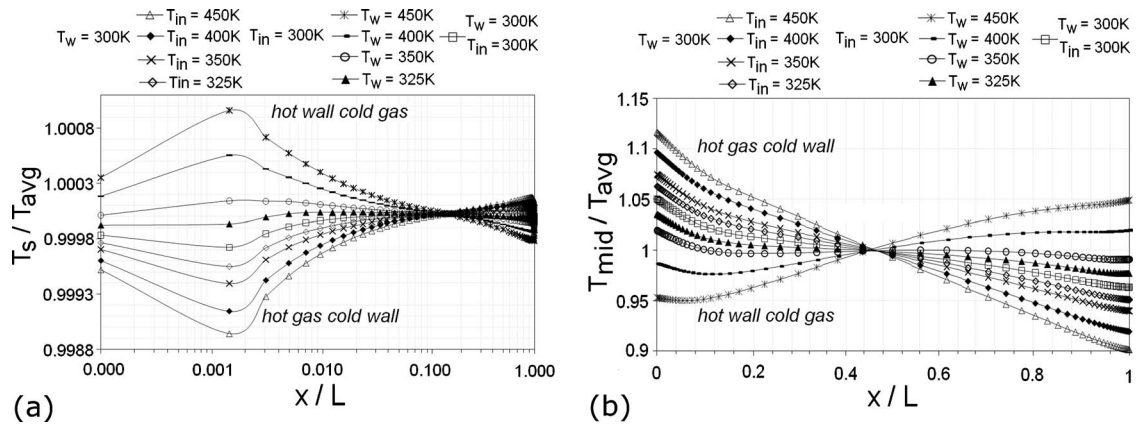 T_in = 450K
T_w = 450K
T_w = 300K
T_in = 400K
T_in = 300K
T_w = 400K
T_w = 300K
T_in = 300K
T_in = 350K
T_w = 350K
Tin = 325K
T_w = 325K
1.0008
1.0003
0.9998
0.9993
0.9988
T_s / T_avg
hot wall cold gas
hot gas cold wall
0.000
0.001
0.010
0.100
1.000
x / L
(a)
T_in = 450K
T_w = 450K
T_w = 300K
T_in = 400K
T_in = 300K
T_w = 400K
T_w = 300K
T_in = 300K
T_in = 350K
T_w = 350K
T_in = 325K
T_w = 325K
1.15
1.1
1.05
1
0.95
0.9
T_mid / T_avg
hot gas cold wall
hot wall cold gas
0
0.2
0.4
0.6
0.8
1
x / L
(b)